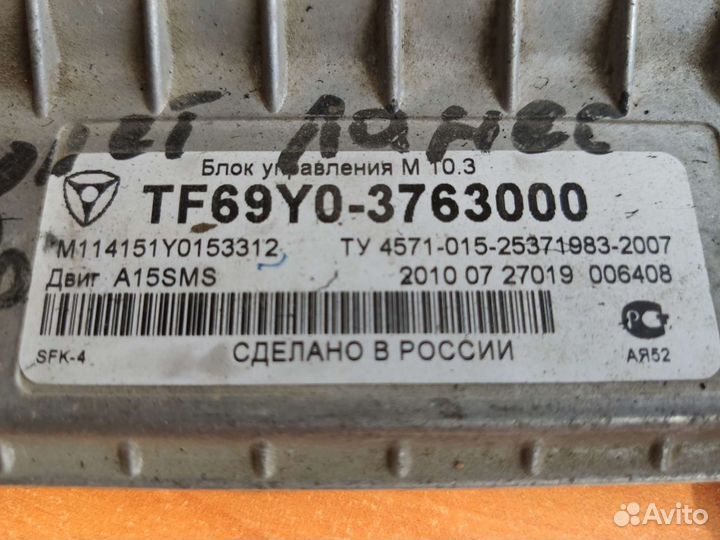 ланос
Блок управления М 10.3
TF69Y0-3763000
M114151Y0153312 ТУ 4571-015-25371983-2007
Двиг A15SMS 2010 07 27019 006408
РСТ
SFK-4 СДЕЛАНО В РОССИИ АЯ52
Avito